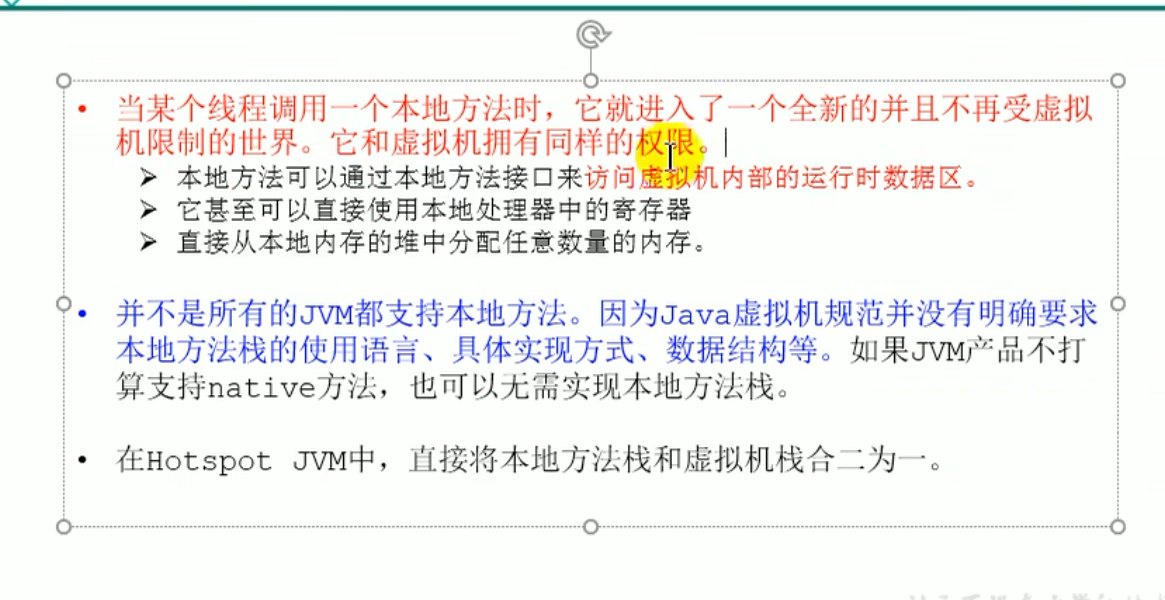 • 当某个线程调用一个本地方法时，它就进入了一个全新的并且不再受虚拟
机限制的世界。它和虚拟机拥有同样的权限。
➢ 本地方法可以通过本地方法接口来访问虚拟机内部的运行时数据区。
➢ 它甚至可以直接使用本地处理器中的寄存器
➢ 直接从本地内存的堆中分配任意数量的内存。
• 并不是所有的JVM都支持本地方法。因为Java虚拟机规范并没有明确要求
本地方法栈的使用语言、具体实现方式、数据结构等。如果JVM产品不打
算支持native方法，也可以无需实现本地方法栈。
• 在Hotspot JVM中，直接将本地方法栈和虚拟机栈合二为一。